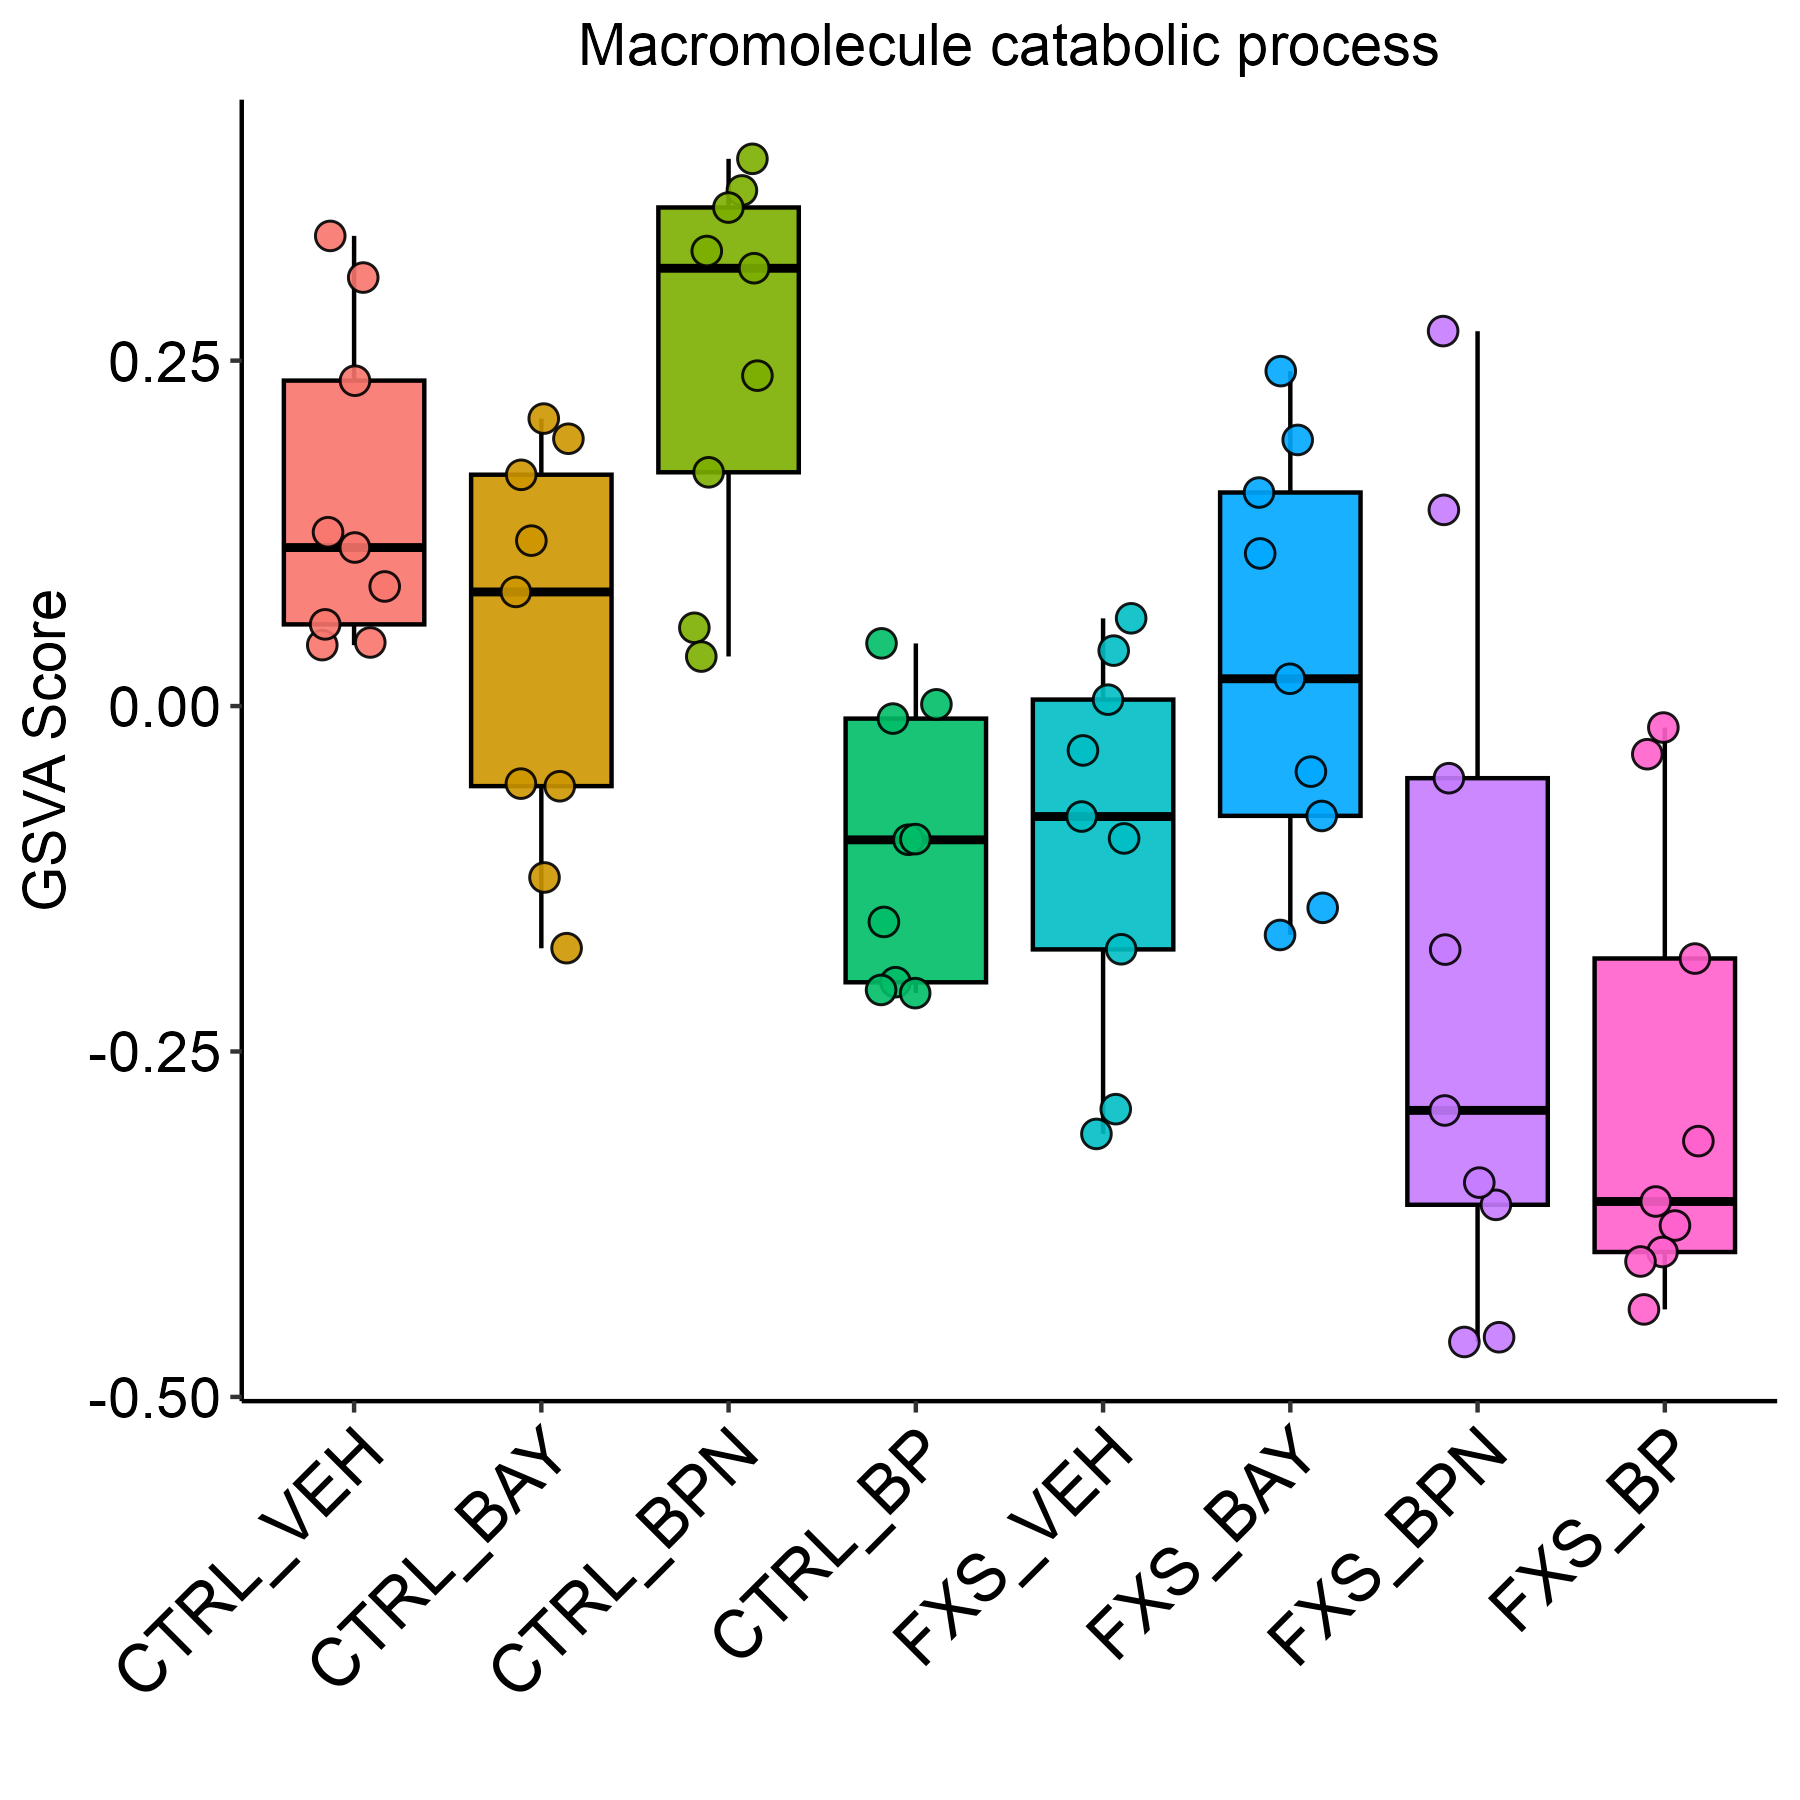 Macromolecule catabolic process
GSVA Score
0.25
0.00
-0.25
-0.50
CTRL_VEH
CTRL_BAY
CTRL_BPN
CTRL_BP
FXS_VEH
FXS_BAY
FXS_BPN
FXS_BP